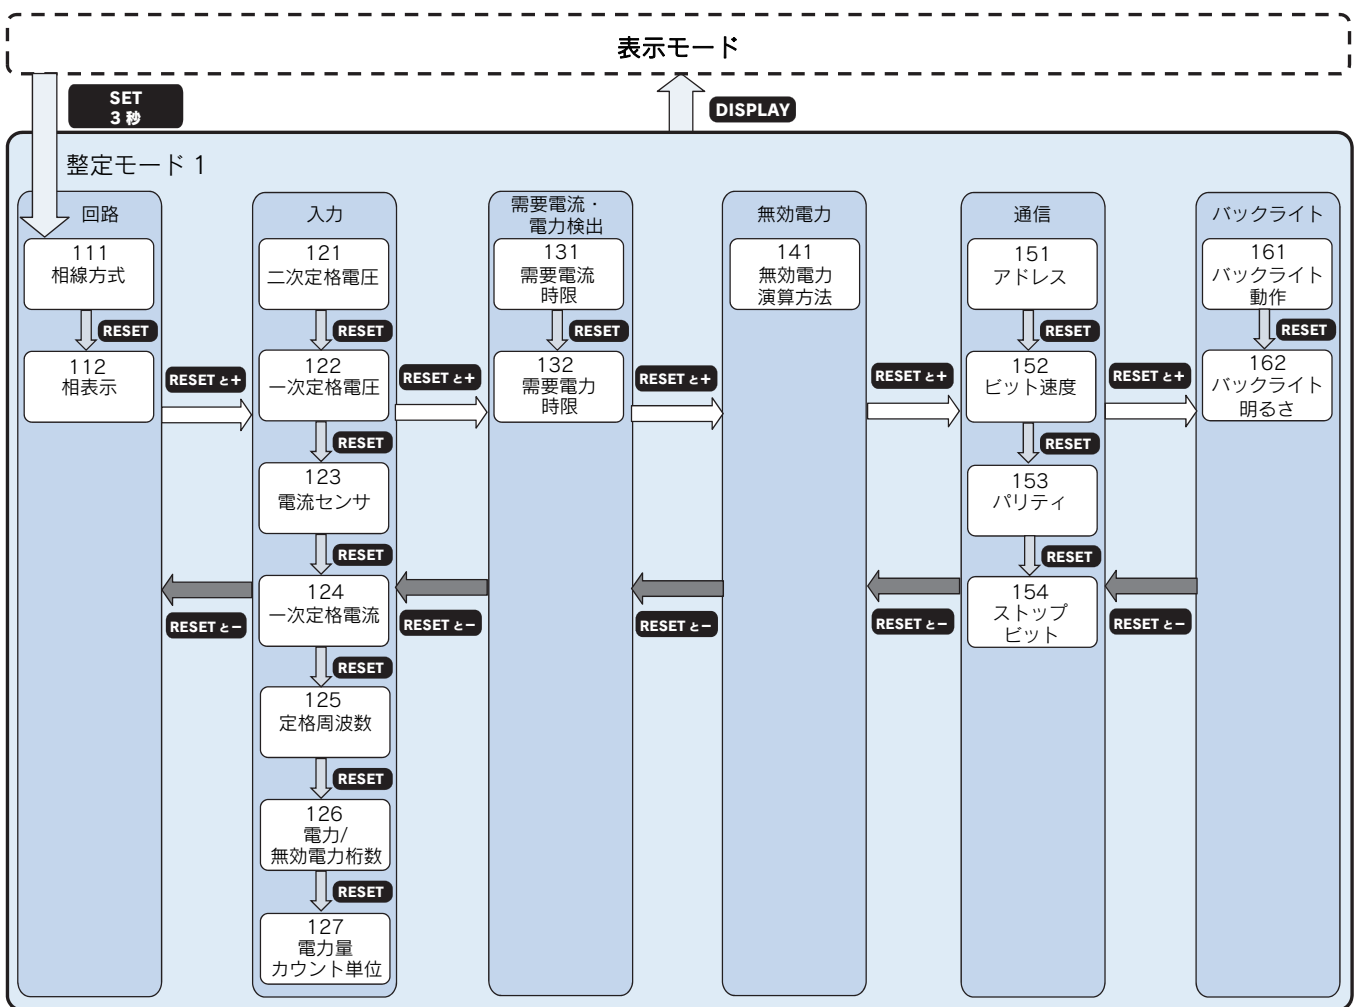 表示モード
SET
3 秒
DISPLAY
整定モード 1
回路
111
相線方式
RESET
112
相表示
RESET と+
RESET と−
入力
121
二次定格電圧
RESET
122
一次定格電圧
RESET
123
電流センサ
RESET
124
一次定格電流
RESET
125
定格周波数
RESET
126
電力/
無効電力桁数
RESET
127
電力量
カウント単位
RESET と+
RESET と−
需要電流・
電力検出
131
需要電流
時限
RESET
132
需要電力
時限
RESET と+
RESET と−
無効電力
141
無効電力
演算方法
RESET と+
RESET と−
通信
151
アドレス
RESET
152
ビット速度
RESET
153
パリティ
RESET
154
ストップ
ビット
RESET と+
RESET と−
バックライト
161
バックライト
動作
RESET
162
バックライト
明るさ